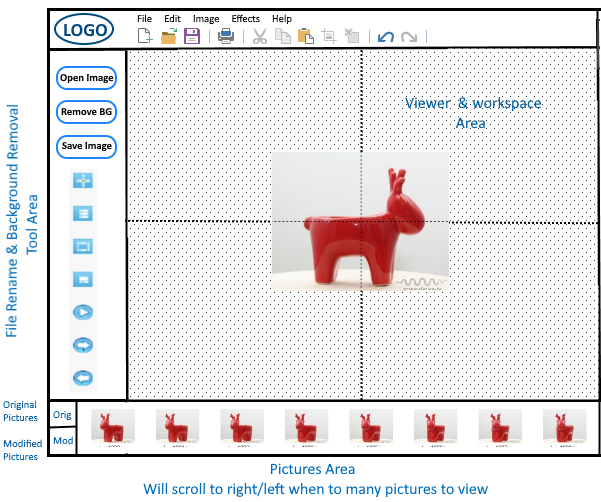 LOGO
File Edit Image Effects Help
Open Image
Remove BG
Save Image
File Rename & Background Removal
Tool Area
Viewer & workspace
Area
Original
Pictures
Orig
Modified
Pictures
Mod
Pictures Area
Will scroll to right/left when to many pictures to view